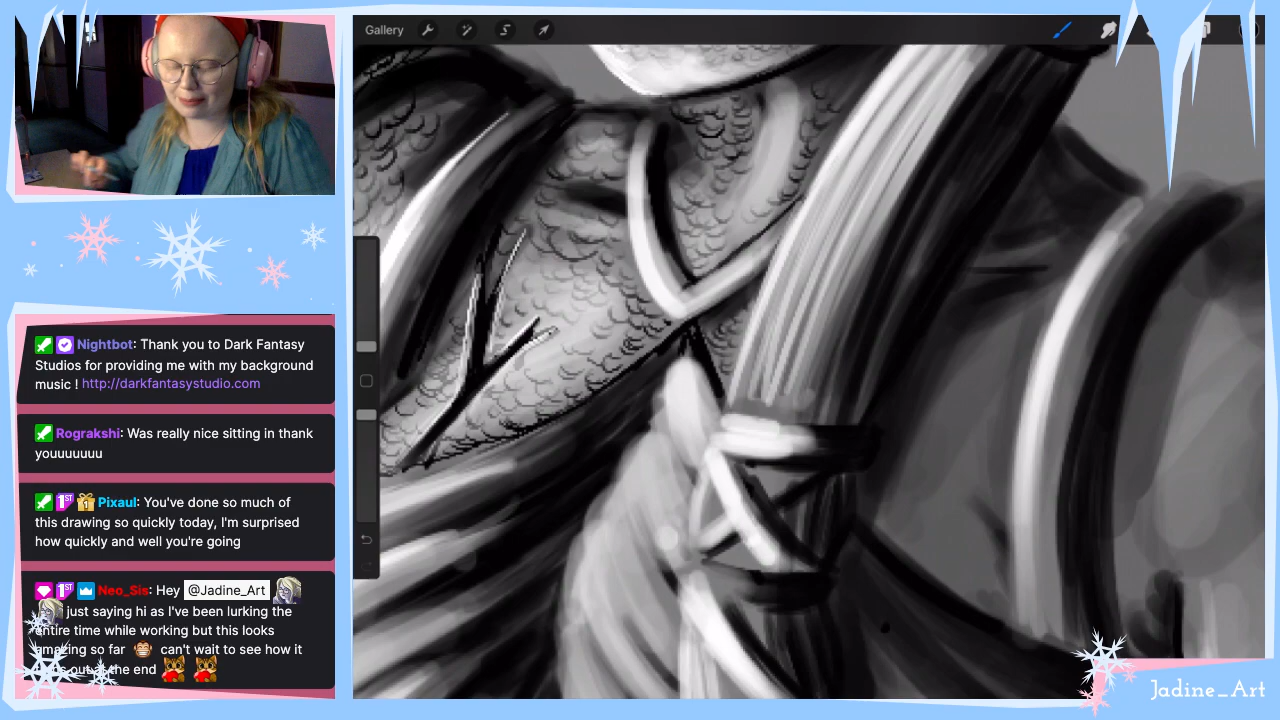 Gallery
Nightbot: Thank you to Dark Fantasy
Studios for providing me with my background
music ! http://darkfantasystudio.com
Rograkshi: Was really nice sitting in thank
youuuuuuu
1ST Pixaul: You've done so much of
this drawing so quickly today, I'm surprised
how quickly and well you're going
1ST Neo_Sis: Hey @Jadine_Art
just saying hi as I've been lurking the
entire time while working but this looks
amazing so far can't wait to see how it
out at the end
Jadine_Art